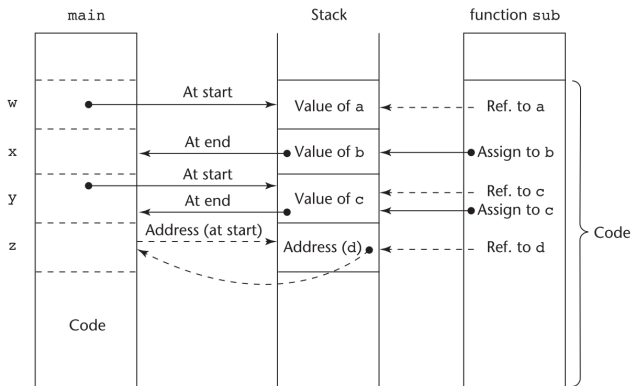 main Stack function sub
w At start Value of a Ref. to a
x At end Value of b Assign to b
y At start Value of c Ref. to c
At end Assign to c
z Address (at start) Address (d) Ref. to d
Code
Code